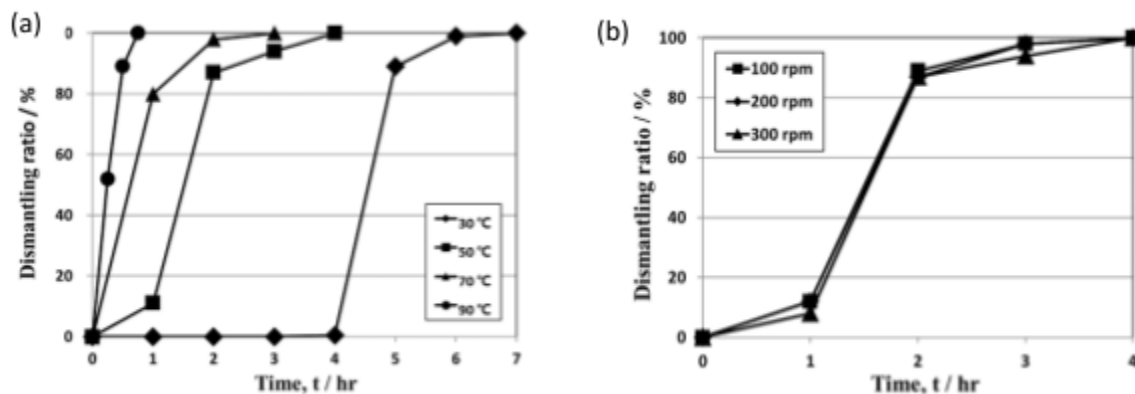 (a)
0
80
60
40
20
0
Dismantling ratio / %
30 ℃
50 ℃
70 ℃
90 ℃
0 1 2 3 4 5 6 7
Time, t / hr
(b)
100
80
60
40
20
0
Dismantling ratio / %
100 rpm
200 rpm
300 rpm
0 1 2 3 4
Time, t / hr